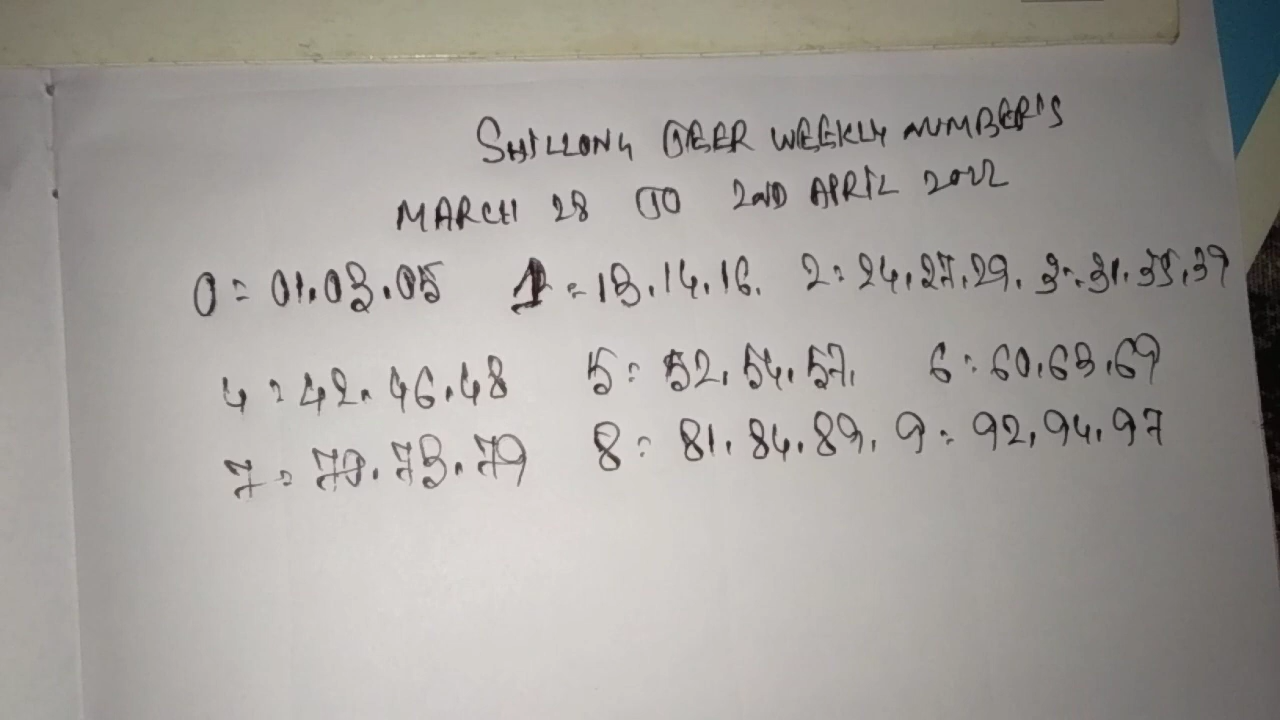 SHILLONG TEER WEEKLY NUMBER'S
MARCH 28 TO 2ND APRIL 2022
0 = 01.03.05 1 = 13.14.16. 2 = 24.27.29. 3 = 31.35.39
4 = 42.46.48 5 = 52.54.57. 6 = 60.63.69
7 = 70.73.79 8 = 81.84.89. 9 = 92.94.97